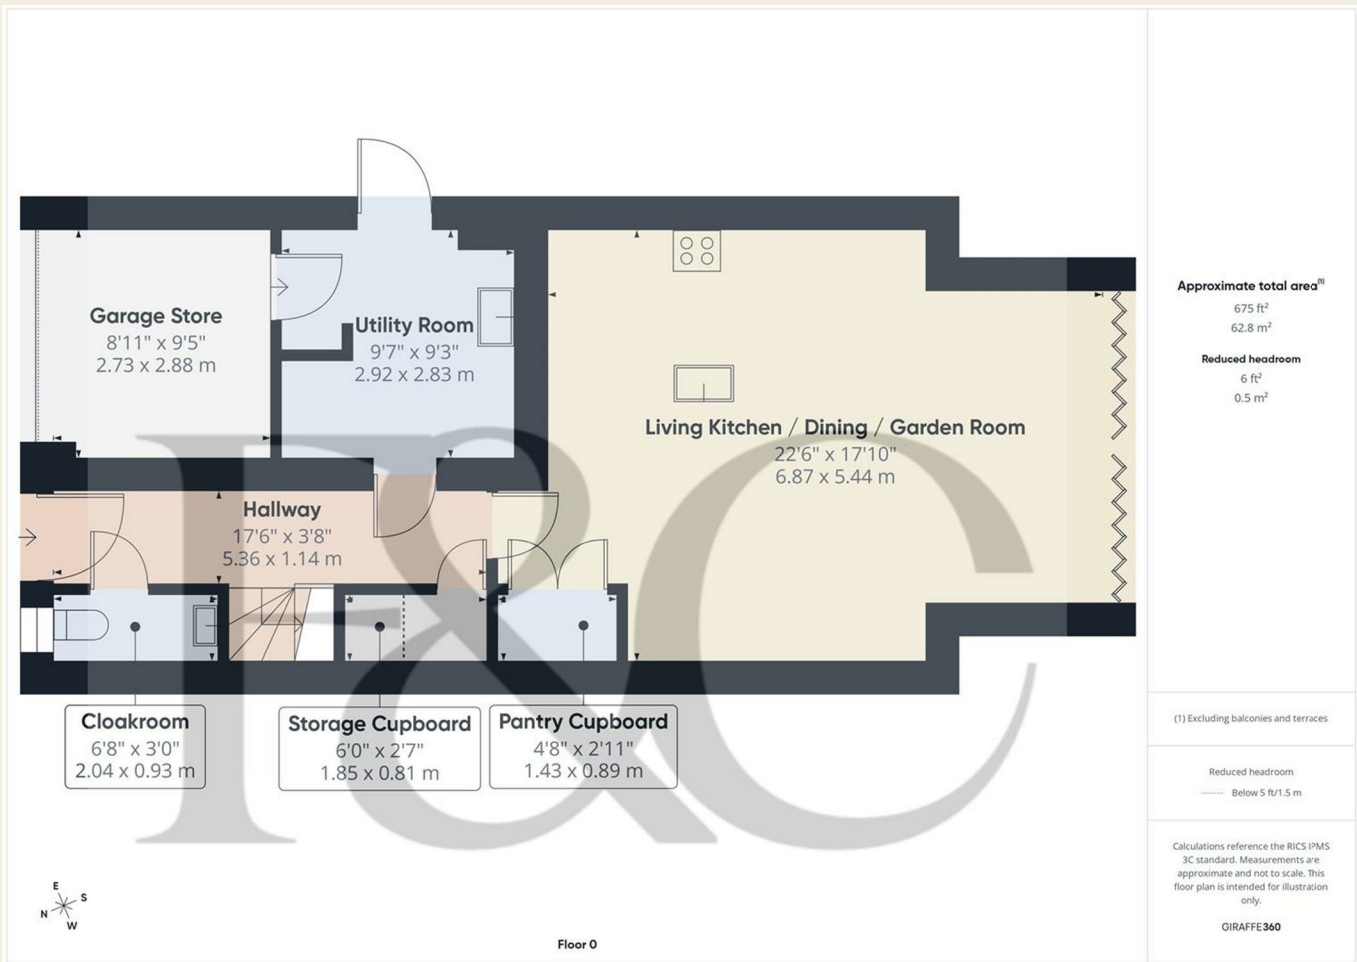 Garage Store
8'11" x 9'5"
2.73 x 2.88 m
Utility Room
9'7" x 9'3"
2.92 x 2.83 m
Living Kitchen / Dining / Garden Room
22'6" x 17'10"
6.87 x 5.44 m
Hallway
17'6" x 3'8"
5.36 x 1.14 m
Cloakroom
6'8" x 3'0"
2.04 x 0.93 m
Storage Cupboard
6'0" x 2'7"
1.85 x 0.81 m
Pantry Cupboard
4'8" x 2'11"
1.43 x 0.89 m
F&C
E
S
N
W
Floor 0
Approximate total area(1)
675 ft²
62.8 m²
Reduced headroom
6 ft²
0.5 m²
(1) Excluding balconies and terraces
Reduced headroom
Below 5 ft/1.5 m
Calculations reference the RICS IPMS
3C standard. Measurements are
approximate and not to scale. This
floor plan is intended for illustration
only.
GIRAFFE360